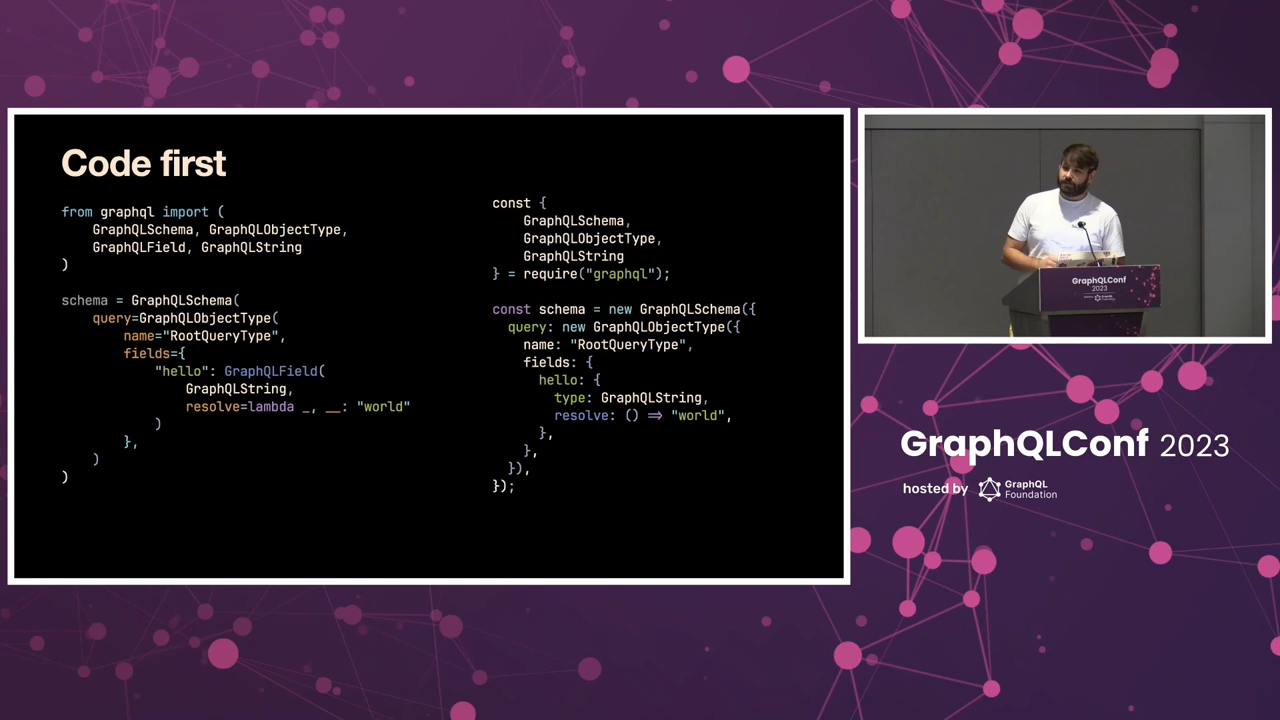 Code first
from graphql import (
    GraphQLSchema, GraphQLObjectType,
    GraphQLField, GraphQLString
)
schema = GraphQLSchema(
    query=GraphQLObjectType(
        name="RootQueryType",
        fields={
            "hello": GraphQLField(
                GraphQLString,
                resolve=lambda _, __: "world"
            )
        },
    )
)
const {
    GraphQLSchema,
    GraphQLObjectType,
    GraphQLString
} = require("graphql");
const schema = new GraphQLSchema({
  query: new GraphQLObjectType({
    name: "RootQueryType",
    fields: {
      hello: {
        type: GraphQLString,
        resolve: () => "world",
      },
    },
  }),
});
GraphQLConf
2023
GraphQLConf 2023
hosted by GraphQL
Foundation